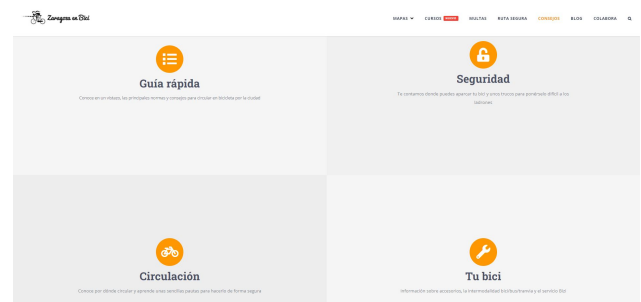 Zaragoza en Bici
MAPAS CURSOS MULTAS RUTA SEGURA CONSEJOS BLOG COLABORA
Guía rápida
Conoce en un vistazo, las principales normas y consejos para circular en bicicleta por la ciudad
Seguridad
Te contamos dónde puedes aparcar tu bici y unos trucos para ponérselo difícil a los
ladrones
Circulación
Conoce por dónde circular y aprende unas sencillas pautas para hacerlo de forma segura
Tu bici
Información sobre accesorios, la intermodalidad bici/bus/tranvía y el servicio Bizi